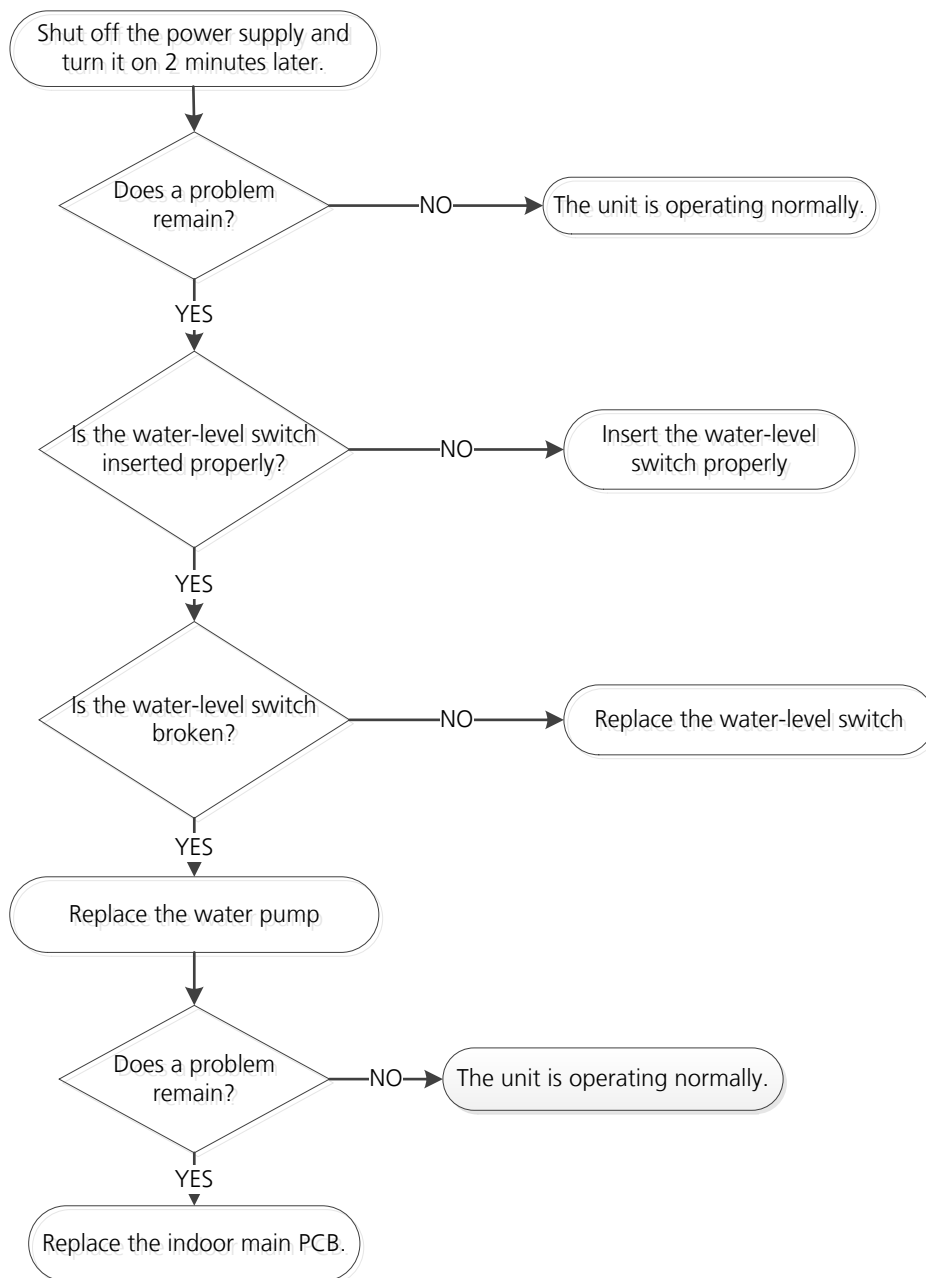 Shut off the power supply and
turn it on 2 minutes later.
Does a problem
remain?
NO
The unit is operating normally.
YES
Is the water-level switch
inserted properly?
NO
Insert the water-level
switch properly
YES
Is the water-level switch
broken?
NO
Replace the water-level switch
YES
Replace the water pump
Does a problem
remain?
NO
The unit is operating normally.
YES
Replace the indoor main PCB.